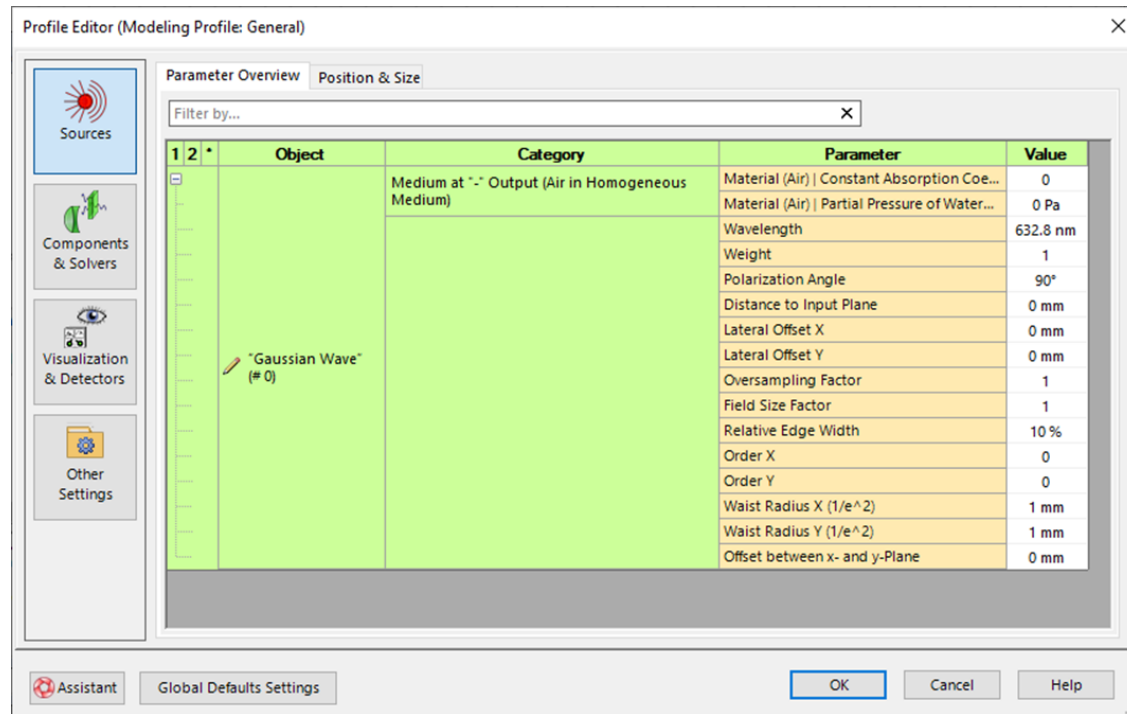 Profile Editor (Modeling Profile: General)
Sources
Components
& Solvers
Visualization
& Detectors
Other
Settings
Parameter Overview
Position & Size
Filter by...
1 2 * Object Category Parameter Value
"Gaussian Wave"
(# 0)
Medium at "-" Output (Air in Homogeneous
Medium)
Material (Air) | Constant Absorption Coe... 0
Material (Air) | Partial Pressure of Water... 0 Pa
Wavelength 632.8 nm
Weight 1
Polarization Angle 90°
Distance to Input Plane 0 mm
Lateral Offset X 0 mm
Lateral Offset Y 0 mm
Oversampling Factor 1
Field Size Factor 1
Relative Edge Width 10 %
Order X 0
Order Y 0
Waist Radius X (1/e^2) 1 mm
Waist Radius Y (1/e^2) 1 mm
Offset between x- and y-Plane 0 mm
Assistant
Global Defaults Settings
OK
Cancel
Help